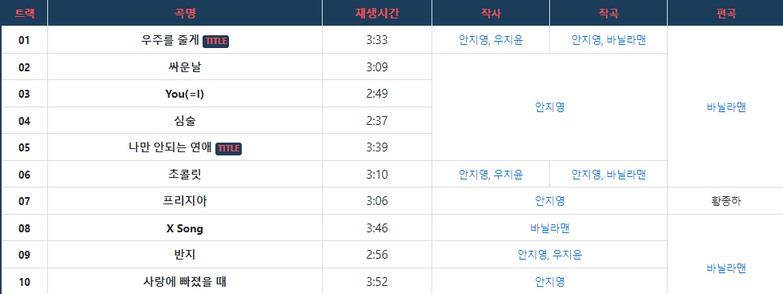 트랙 곡명 재생시간 작사 작곡 편곡
01 우주를 줄게 TITLE 3:33 안지영, 우지윤 안지영, 바닐라맨
02 싸운날 3:09
03 You(=I) 2:49
안지영 바닐라맨
04 심술 2:37
05 나만 안되는 연애 TITLE 3:39
06 초콜릿 3:10 안지영, 우지윤 안지영, 바닐라맨
07 프리지아 3:06 안지영 황종하
08 X Song 3:46 바닐라맨
09 반지 2:56 안지영, 우지윤
바닐라맨
10 사랑에 빠졌을 때 3:52 안지영